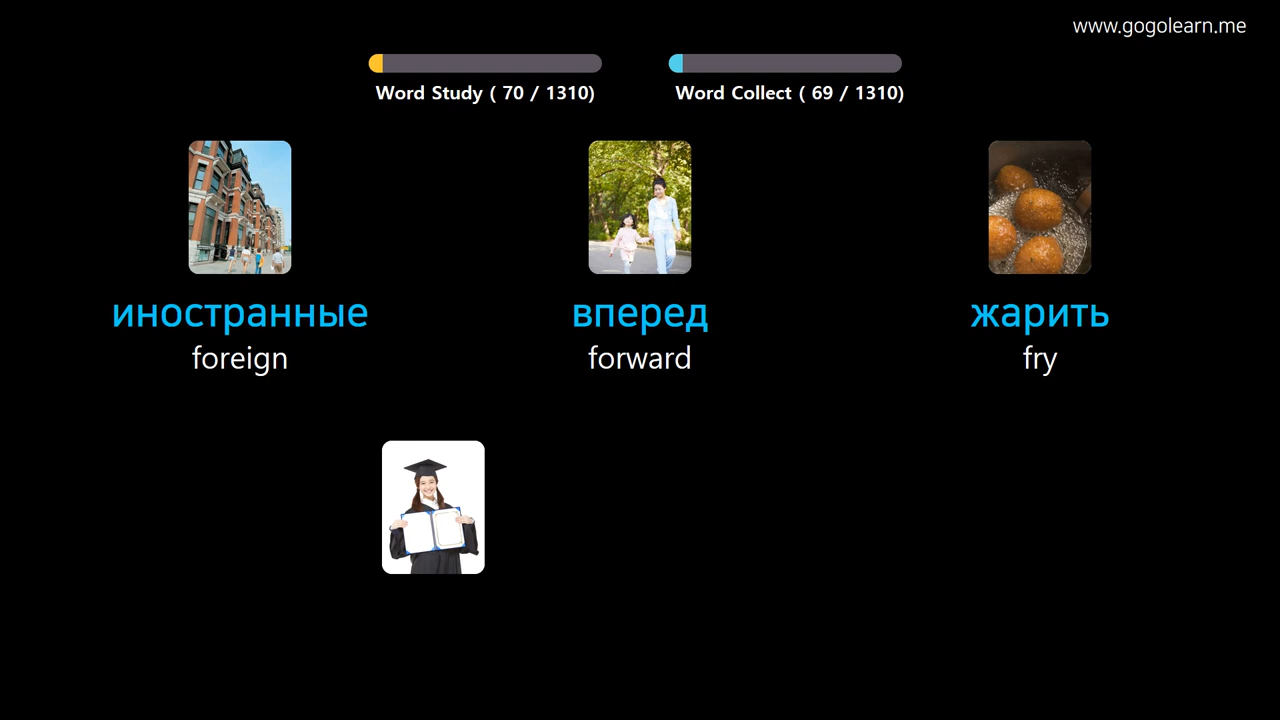 www.gogolearn.me
Word Study ( 70 / 1310)
Word Collect ( 69 / 1310)
иностранные
вперед
жарить
foreign
forward
fry